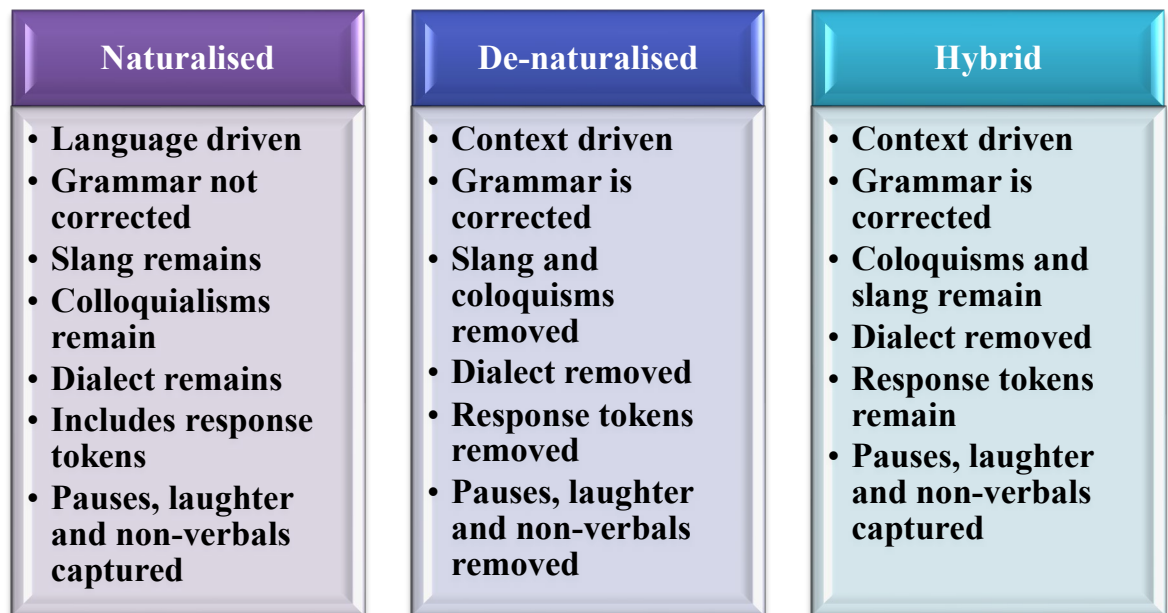 Naturalised
• Language driven
• Grammar not
corrected
• Slang remains
• Colloquialisms
remain
• Dialect remains
• Includes response
tokens
• Pauses, laughter
and non-verbals
captured
De-naturalised
• Context driven
• Grammar is
corrected
• Slang and
coloquisms
removed
• Dialect removed
• Response tokens
removed
• Pauses, laughter
and non-verbals
removed
Hybrid
• Context driven
• Grammar is
corrected
• Coloquisms and
slang remain
• Dialect removed
• Response tokens
remain
• Pauses, laughter
and non-verbals
captured